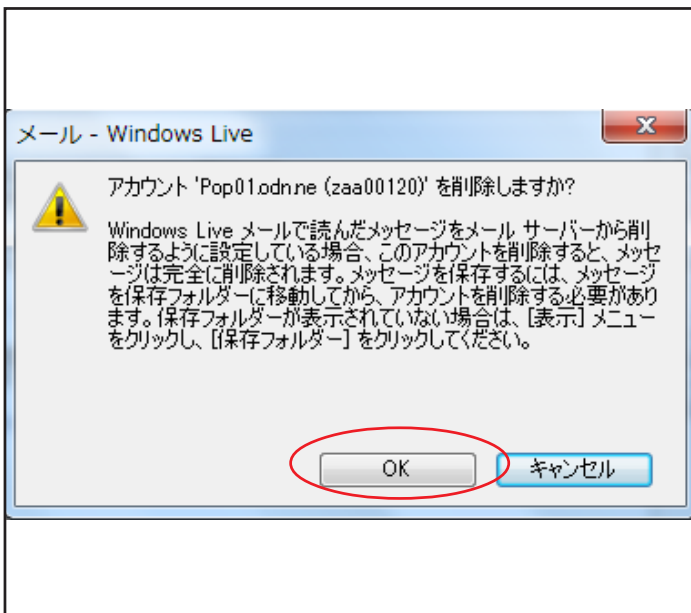 メール - Windows Live
アカウント 'Pop01.odn.ne (zaa00120)' を削除しますか?
Windows Live メールで読んだメッセージをメール サーバーから削
除するように設定している場合、このアカウントを削除すると、メッセ
ージは完全に削除されます。メッセージを保存するには、メッセージ
を保存フォルダーに移動してから、アカウントを削除する必要があり
ます。保存フォルダーが表示されていない場合は、[表示] メニュー
をクリックし、[保存フォルダー] をクリックしてください。
OK
キャンセル